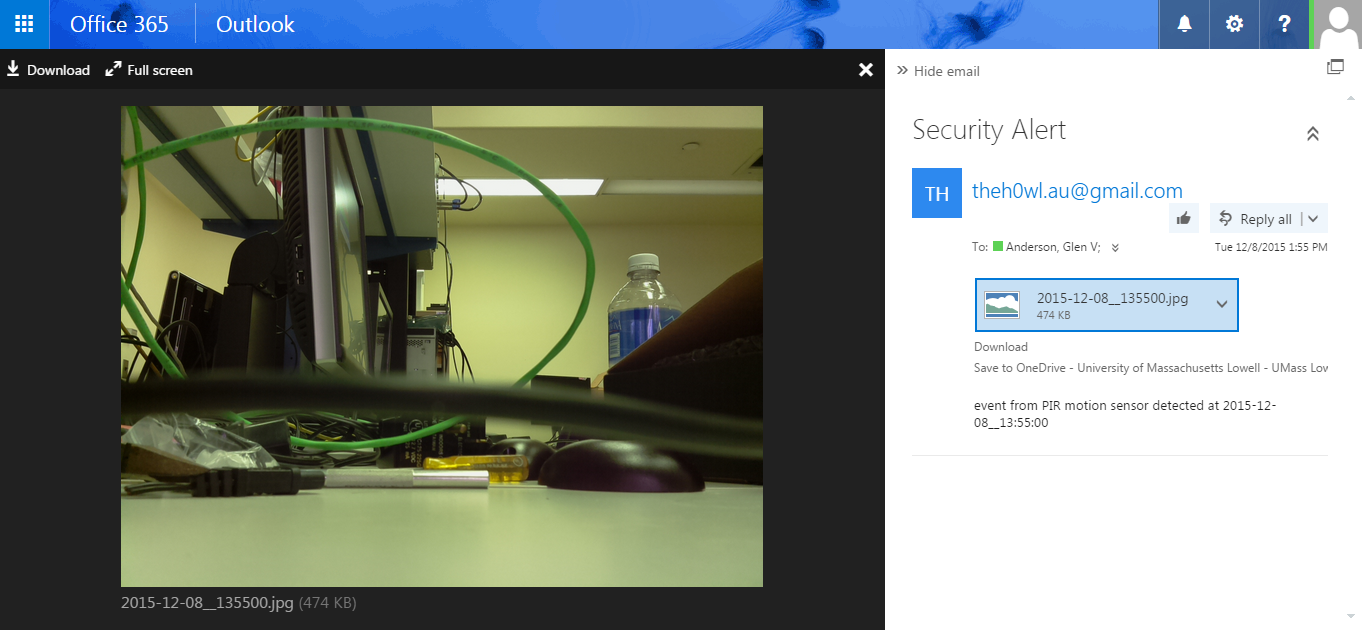 Office 365 Outlook ?
Download Full screen
Hide email
Security Alert
TH theh0wl.au@gmail.com
Reply all
To: Anderson, Glen V; Tue 12/8/2015 1:55 PM
2015-12-08__135500.jpg
474 KB
Download
Save to OneDrive - University of Massachusetts Lowell - UMass Low
event from PIR motion sensor detected at 2015-12-
08__13:55:00
2015-12-08__135500.jpg (474 KB)